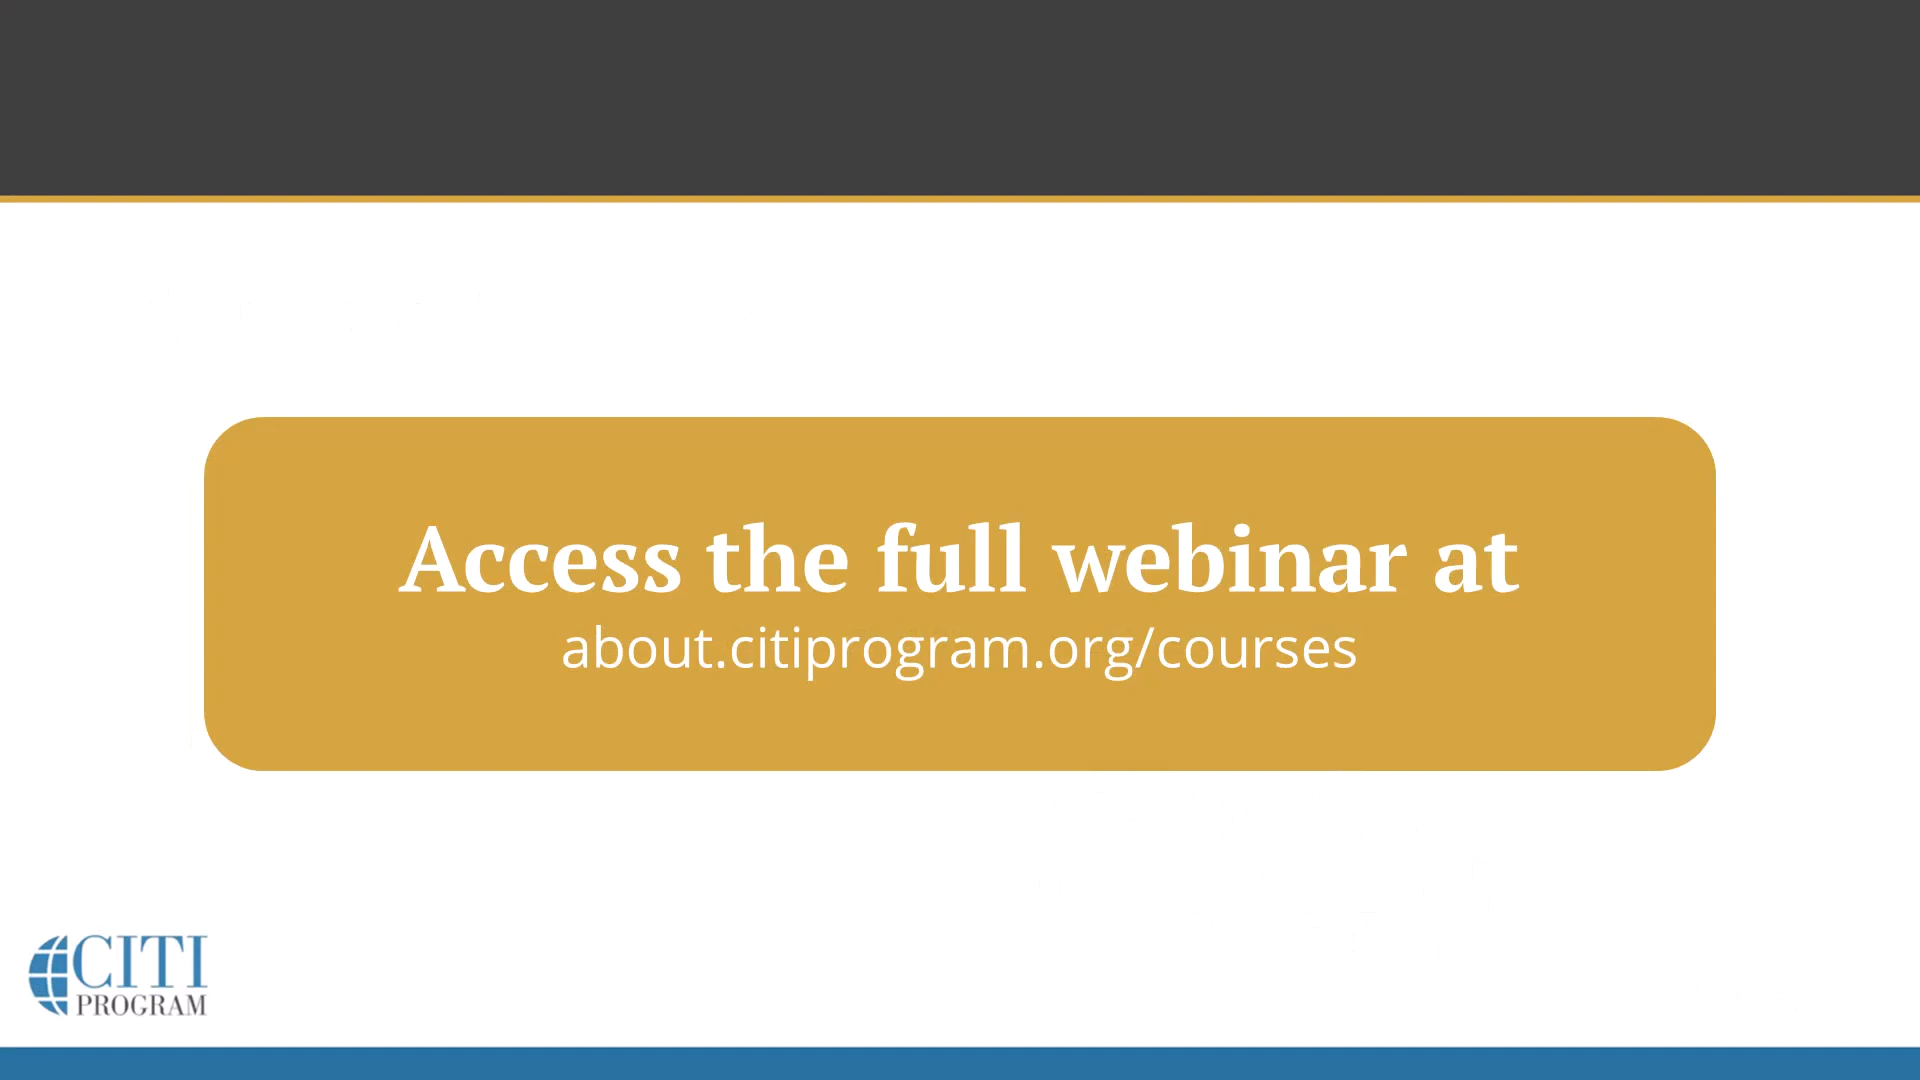 Access the full webinar at
about.citiprogram.org/courses
CITI
PROGRAM